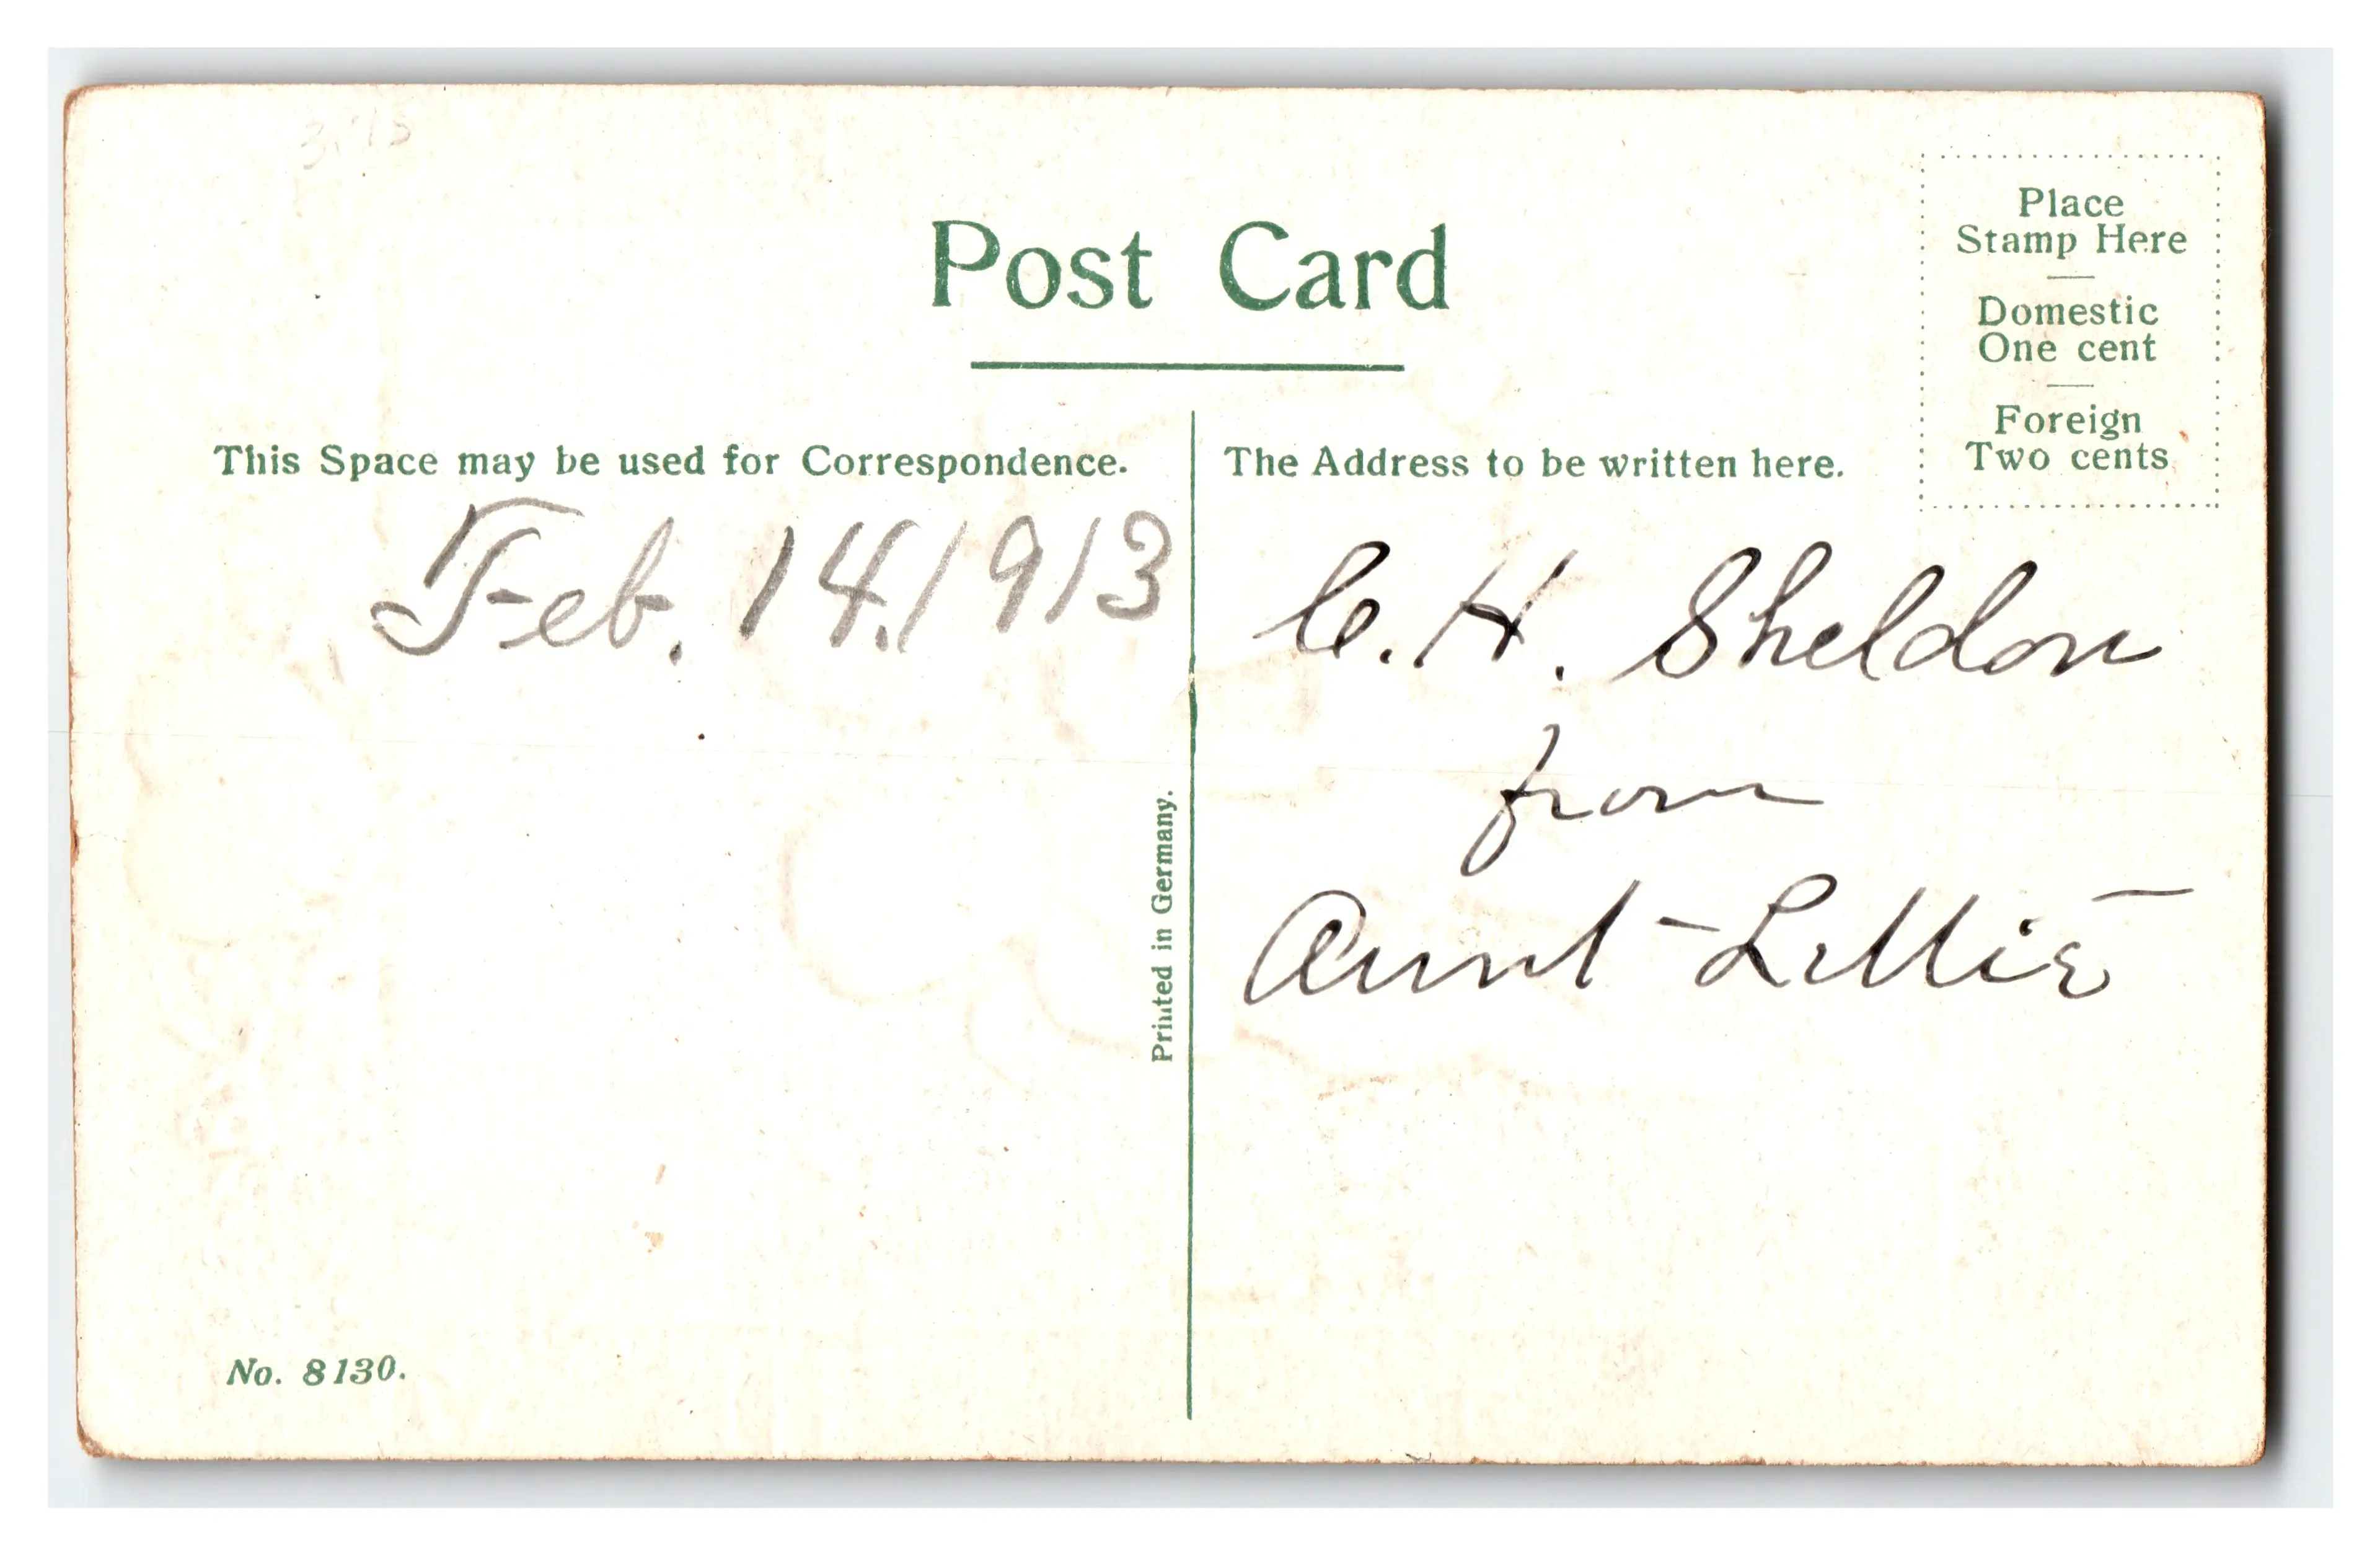 Post Card
Place
Stamp Here
Domestic
One cent
Foreign
Two cents
This Space may be used for Correspondence.
The Address to be written here.
Feb. 14. 1913
C. H. Sheldon
from
Aunt Lillie
Printed in Germany.
No. 8130.